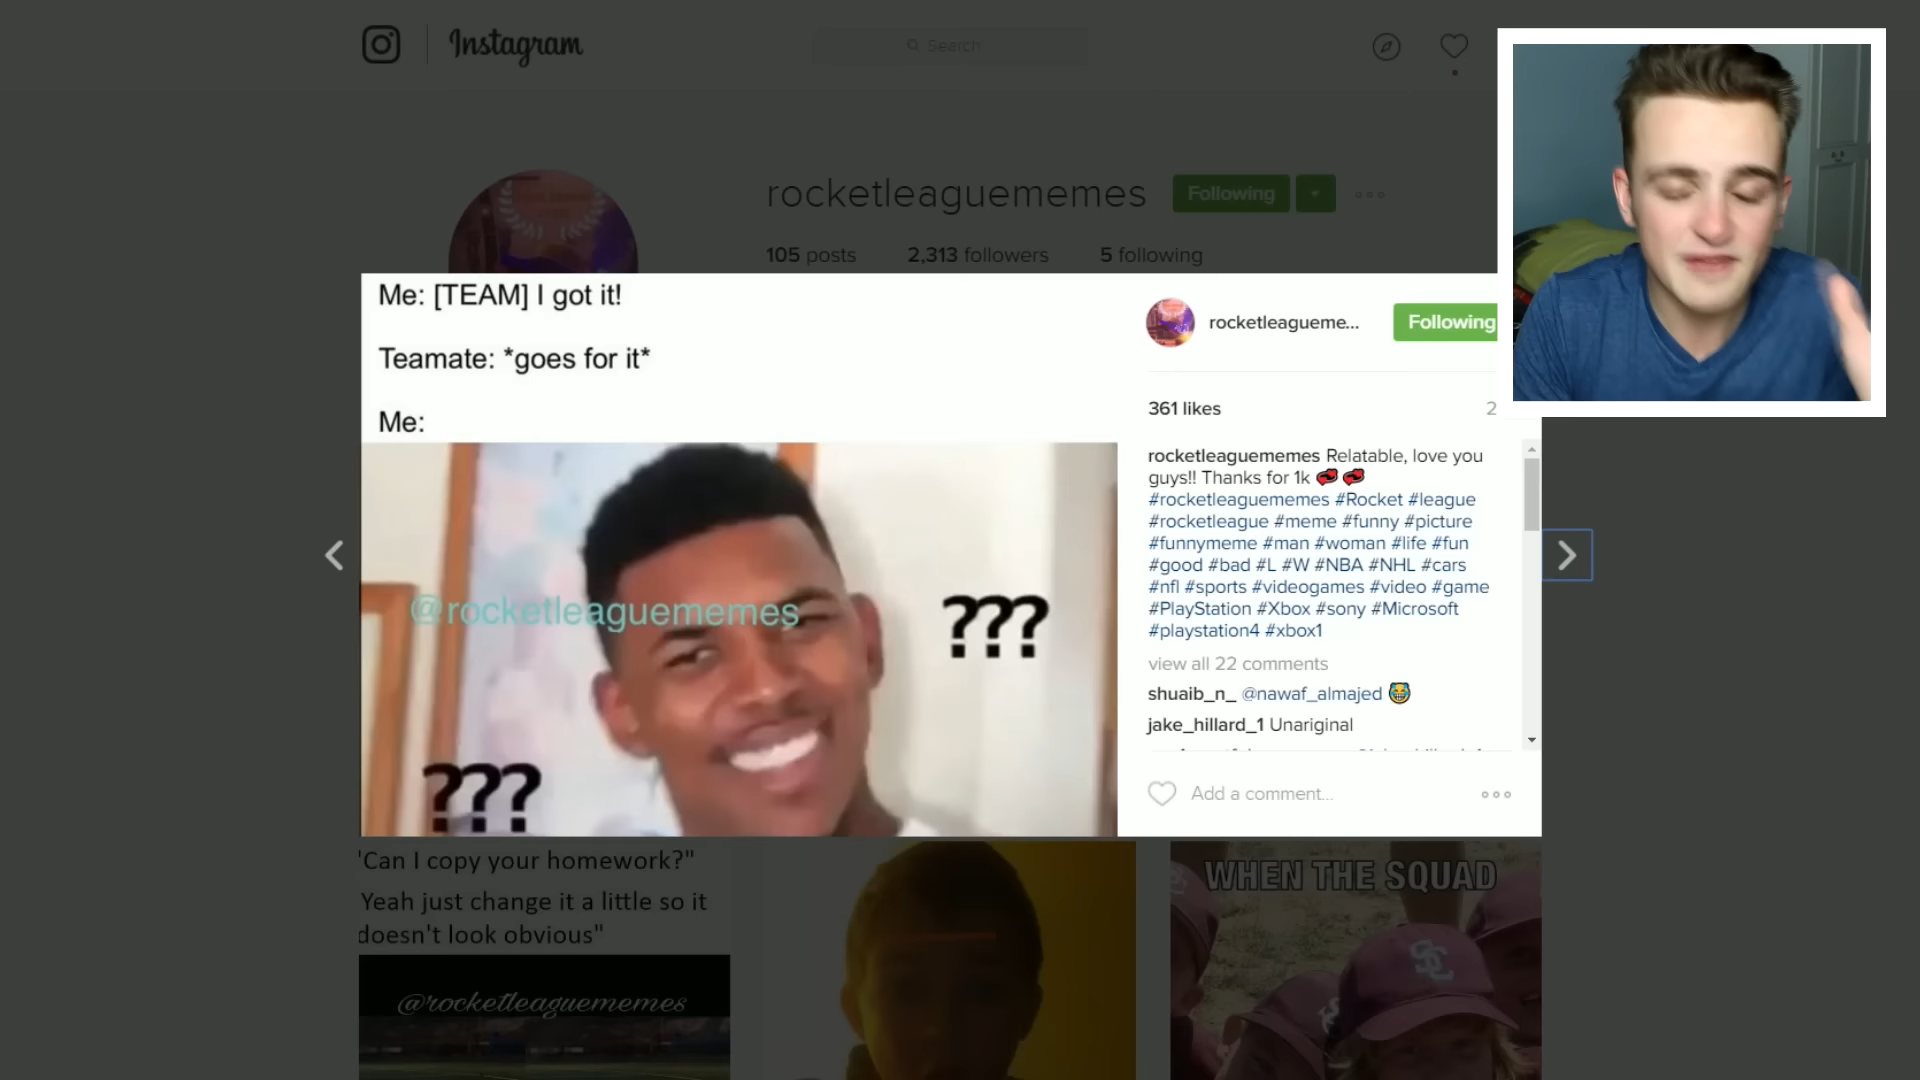 Instagram
Search
rocketleaguememes
Following
105 posts 2,313 followers 5 following
Me: [TEAM] I got it!
Teamate: *goes for it*
Me:
@rocketleaguememes
???
???
rocketleagueme...
Following
361 likes
2
rocketleaguememes Relatable, love you
guys!! Thanks for 1k
#rocketleaguememes #Rocket #league
#rocketleague #meme #funny #picture
#funnymeme #man #woman #life #fun
#good #bad #L #W #NBA #NHL #cars
#nfl #sports #videogames #video #game
#PlayStation #Xbox #sony #Microsoft
#playstation4 #xbox1
view all 22 comments
shuaib_n_ @nawaf_almajed
jake_hillard_1 Unariginal
Add a comment...
"Can I copy your homework?"
Yeah just change it a little so it
doesn't look obvious"
@rocketleaguememes
WHEN THE SQUAD